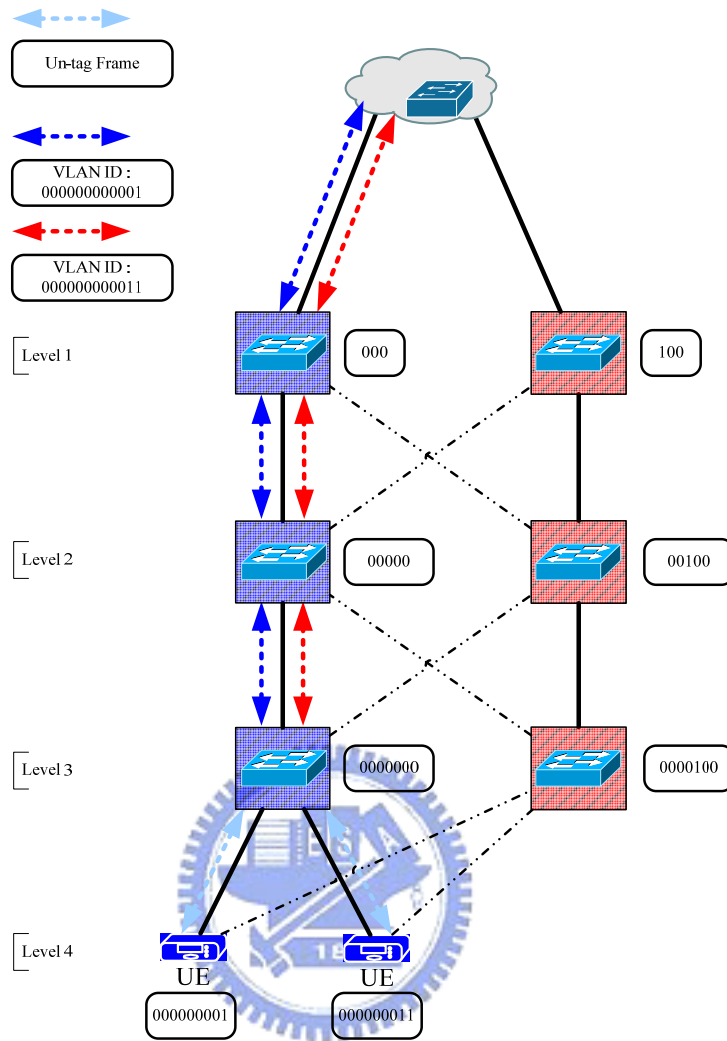 Un-tag Frame
VLAN ID :
000000000001
VLAN ID :
000000000011
Level 1
000
100
Level 2
00000
00100
Level 3
0000000
0000100
Level 4
UE
UE
000000001
000000011